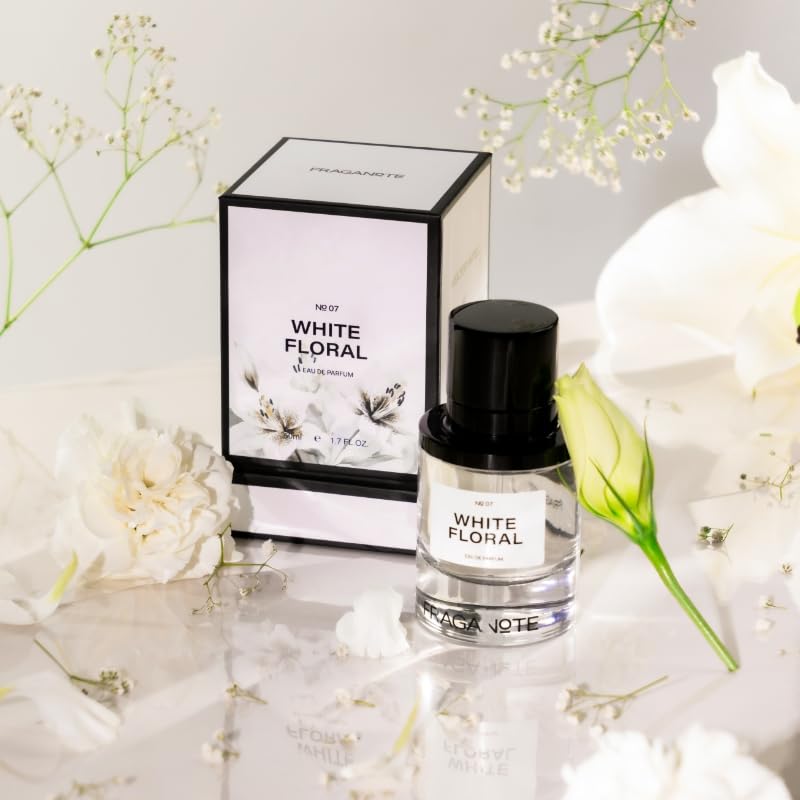 FRAGANOTE
Nº 07
WHITE
FLORAL
EAU DE PARFUM
50ml e 1.7 FL.OZ.
Nº 07
WHITE
FLORAL
EAU DE PARFUM
FRAGANOTE